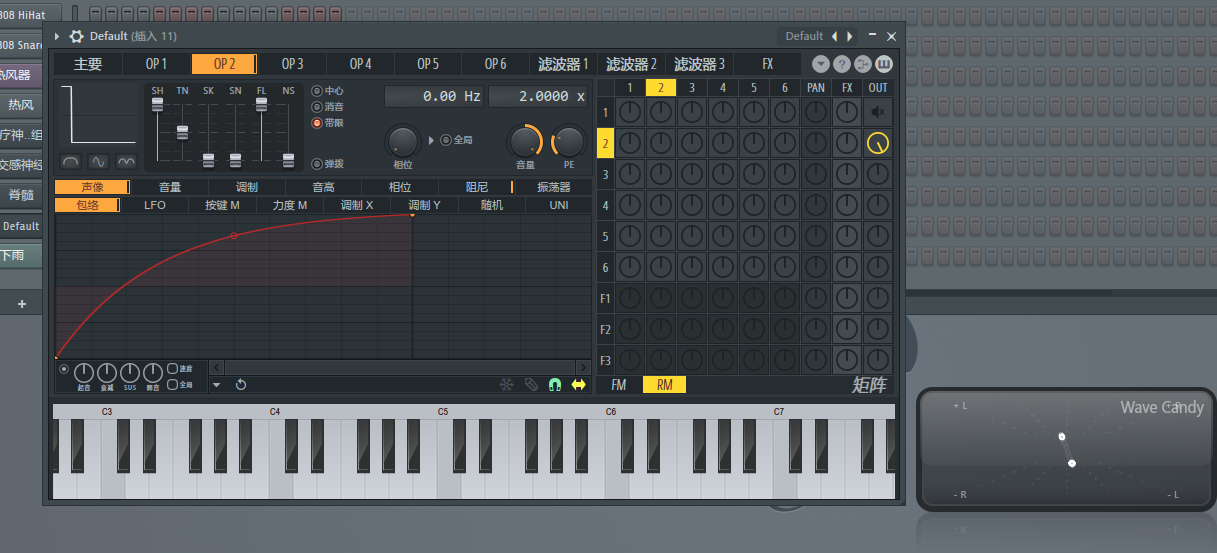 808 HiHat
Default (插入 11)
Default
808 Snare
主要 OP 1 OP 2 OP 3 OP 4 OP 5 OP 6 滤波器 1 滤波器 2 滤波器 3 FX
热风器
热风
疗神..组
交感神经
脊髓
Default
下雨
+
SH TN SK SN FL NS
中心
消音
带限
弹拨
0.00 Hz 2.0000 x
相位 全局 音量 PE
声像 音量 调制 音高 相位 阻尼 振荡器
包络 LFO 按键 M 力度 M 调制 X 调制 Y 随机 UNI
起音 衰减 SUS 释音
速度
全局
1 2 3 4 5 6 PAN FX OUT
1
2
3
4
5
6
F1
F2
F3
FM RM 矩阵
C3 C4 C5 C6 C7
+ L Wave Candy
- R - L